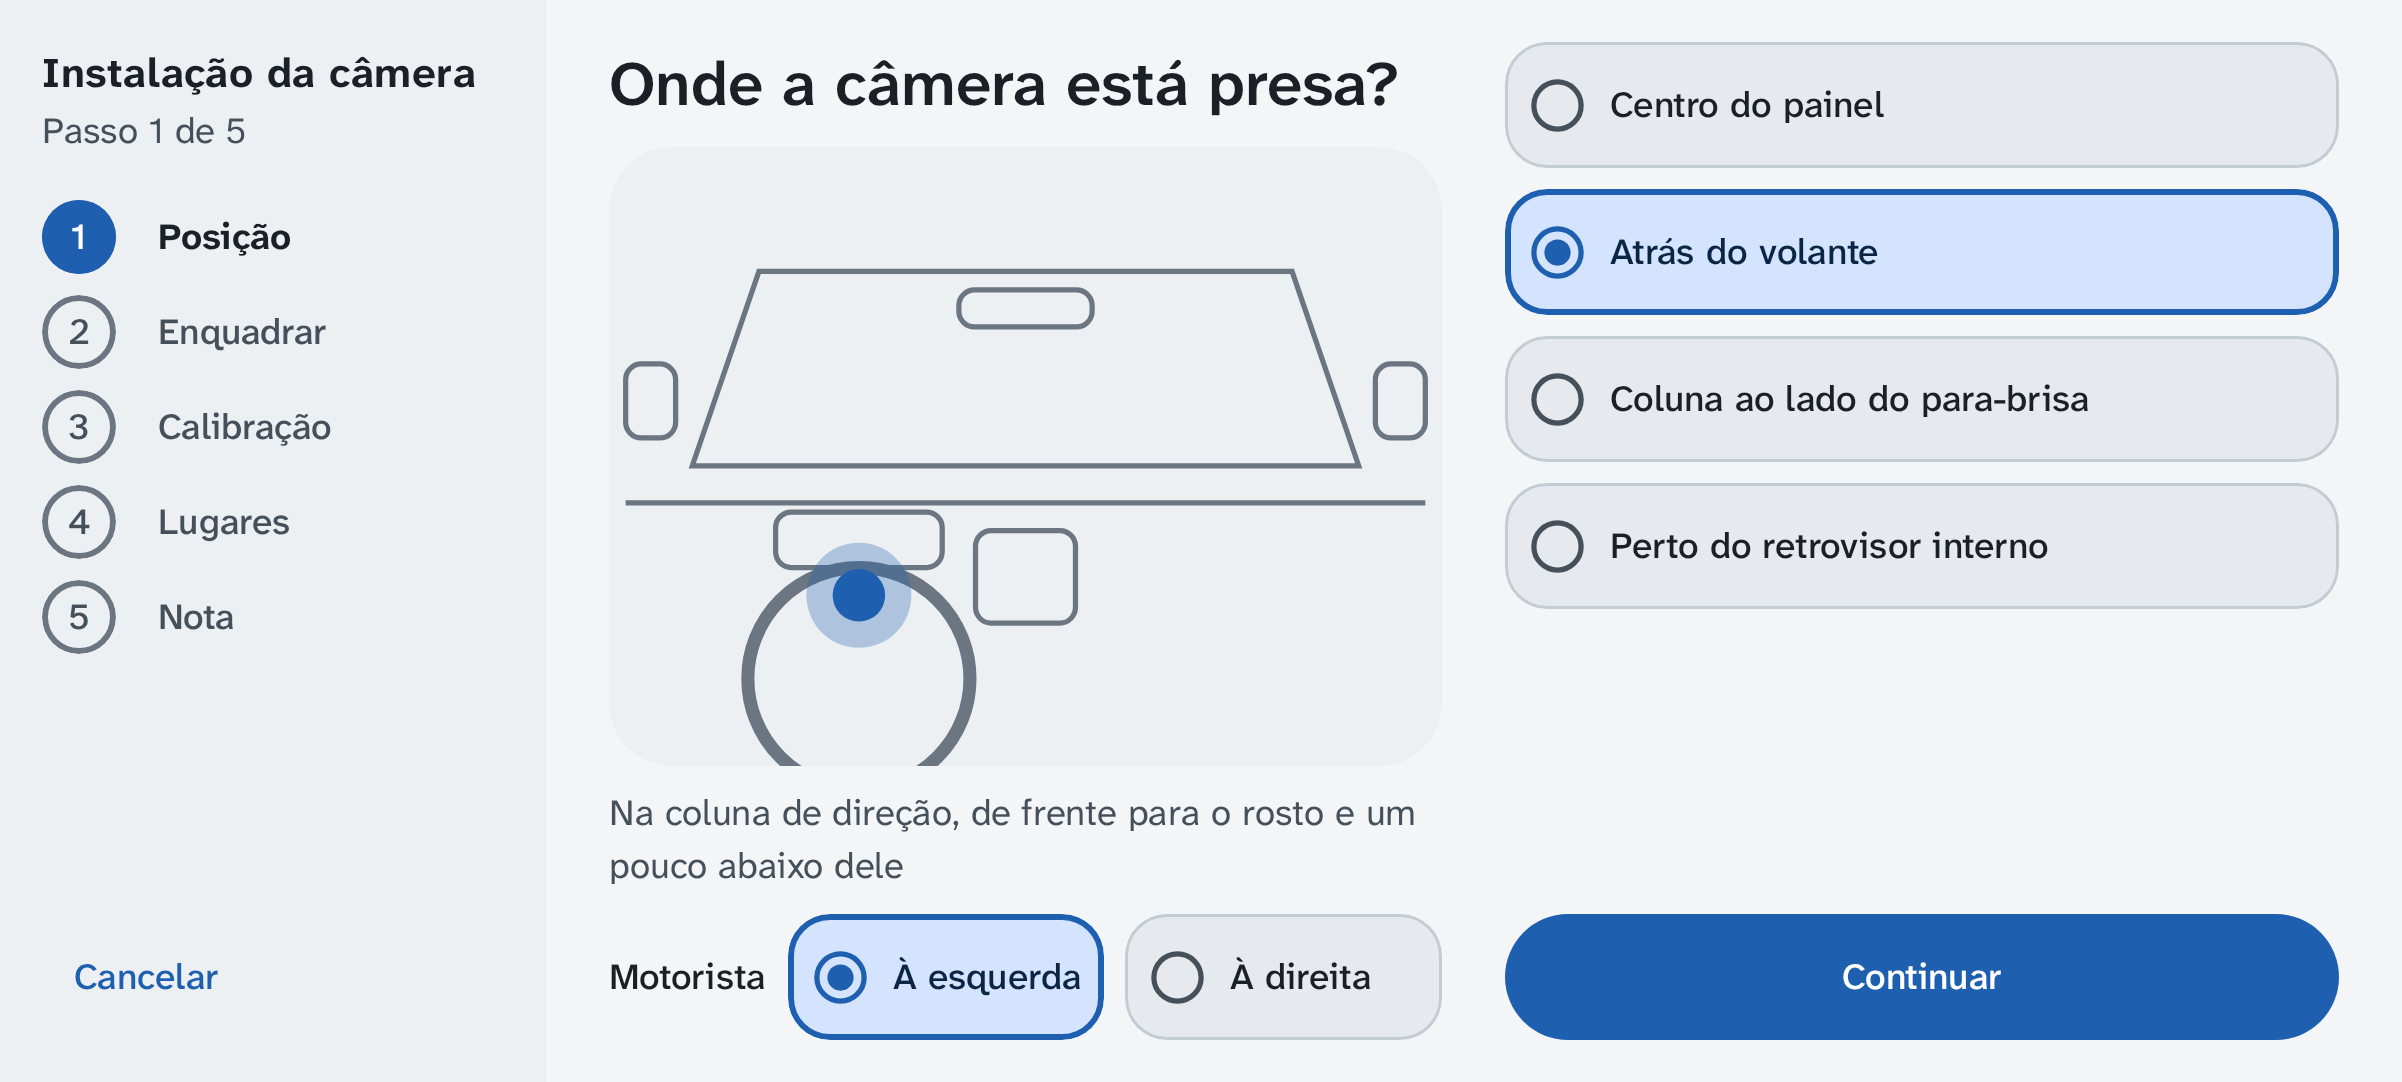 Instalação da câmera
Passo 1 de 5
1 Posição
2 Enquadrar
3 Calibração
4 Lugares
5 Nota
Cancelar
Onde a câmera está presa?
Na coluna de direção, de frente para o rosto e um
pouco abaixo dele
Motorista
À esquerda
À direita
Centro do painel
Atrás do volante
Coluna ao lado do para-brisa
Perto do retrovisor interno
Continuar